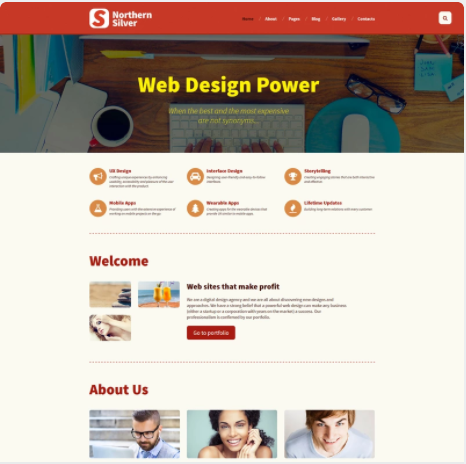 Northern
Silver
Home / About / Pages / Blog / Gallery / Contacts
Web Design Power
When the best and the most expensive
are not synonyms...
UX Design
Interface Design
Storytelling
Mobile Apps
Wearable Apps
Lifetime Updates
Welcome
Web sites that make profit
We are a digital design agency and we are all about discovering new designs and
approaches. We have a strong belief that a powerful web design can make any business
(either a startup or a corporation with years on the market) a success. Our
professionalism is confirmed by our portfolio.
Go to portfolio
About Us